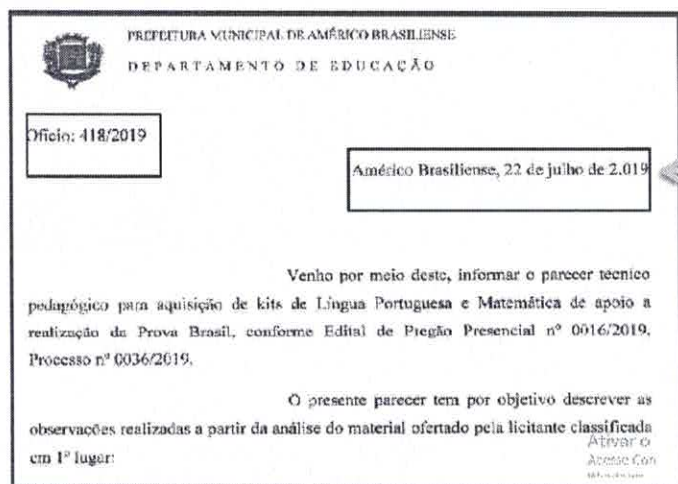 PREFEITURA MUNICIPAL DE AMÉRICO BRASILIENSE
DEPARTAMENTO DE EDUCAÇÃO
Ofício: 418/2019
Américo Brasiliense, 22 de julho de 2.019
Venho por meio deste, informar o parecer técnico
pedagógico para aquisição de kits de Língua Portuguesa e Matemática de apoio a
realização da Prova Brasil, conforme Edital de Pregão Presencial nº 0016/2019,
Processo nº 0036/2019.
O presente parecer tem por objetivo descrever as
observações realizadas a partir da análise do material ofertado pela licitante classificada
em 1º lugar:
Ativar o
Acesse Con